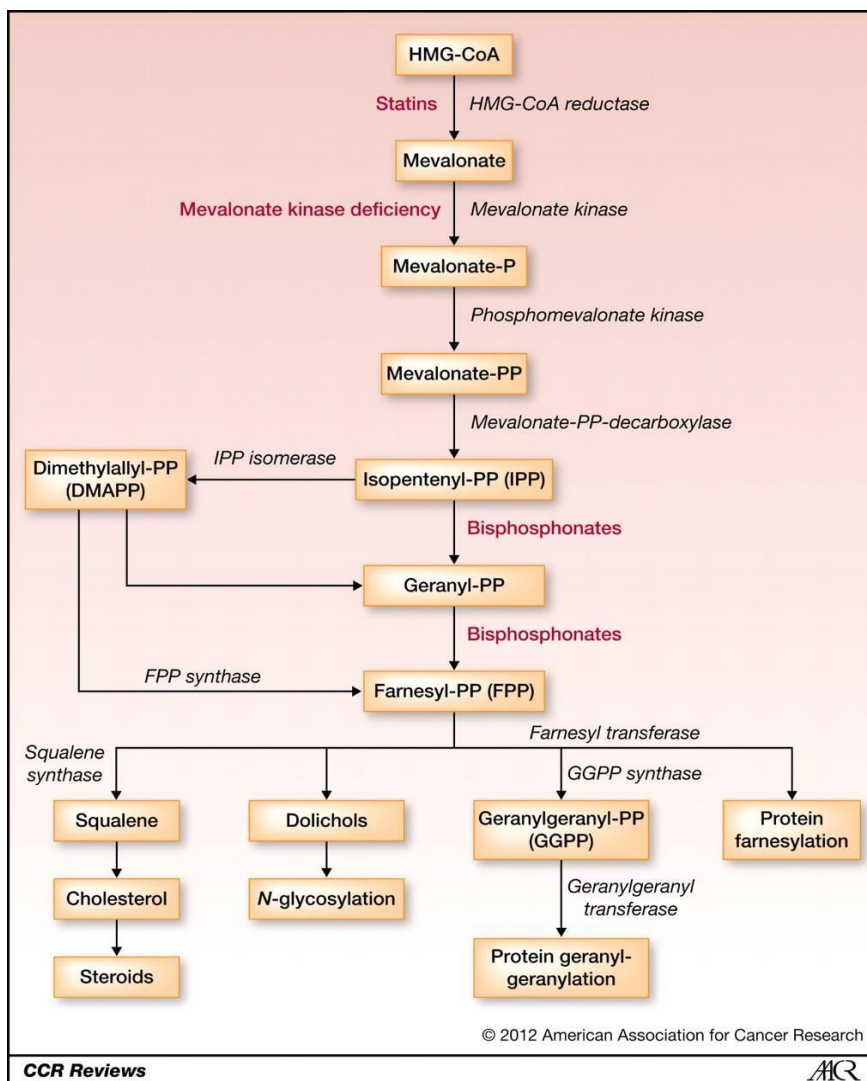 HMG-CoA
Statins HMG-CoA reductase
Mevalonate
Mevalonate kinase deficiency Mevalonate kinase
Mevalonate-P
Phosphomevalonate kinase
Mevalonate-PP
Mevalonate-PP-decarboxylase
Dimethylallyl-PP
(DMAPP)
IPP isomerase
Isopentenyl-PP (IPP)
Bisphosphonates
Geranyl-PP
Bisphosphonates
FPP synthase
Farnesyl-PP (FPP)
Squalene
synthase
Farnesyl transferase
GGPP synthase
Squalene
Dolichols
Geranylgeranyl-PP
(GGPP)
Protein
farnesylation
Cholesterol
N-glycosylation
Geranylgeranyl
transferase
Steroids
Protein geranyl-
geranylation
© 2012 American Association for Cancer Research
CCR Reviews
AACR